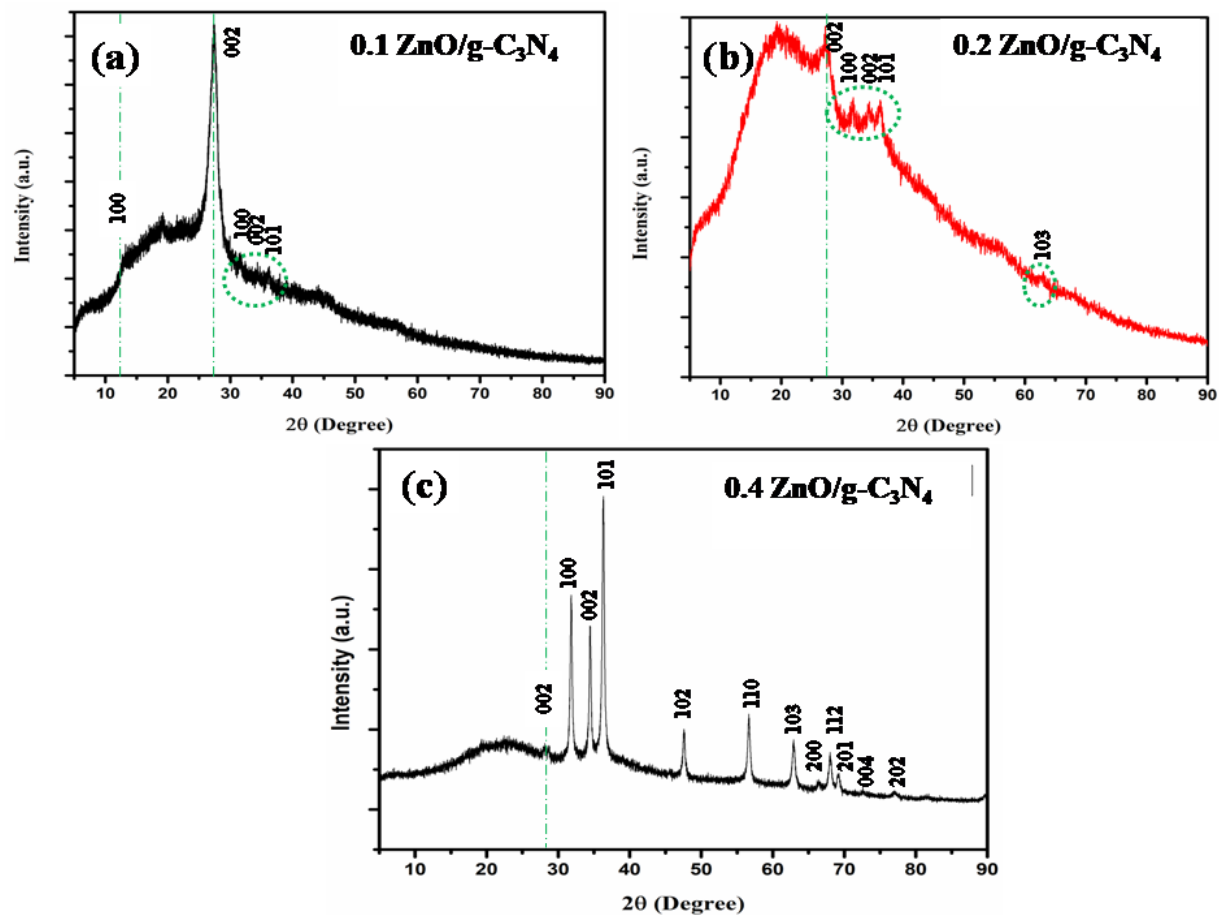 (a)
0.1 ZnO/g-C₃N₄
002
100
100
002
101
Intensity (a.u.)
10 20 30 40 50 60 70 80 90
2θ (Degree)
(b)
0.2 ZnO/g-C₃N₄
002
100
002
101
103
Intensity (a.u.)
10 20 30 40 50 60 70 80 90
2θ (Degree)
(c)
0.4 ZnO/g-C₃N₄
002
100
002
101
102
110
103
200
112
201
004
202
Intensity (a.u.)
10 20 30 40 50 60 70 80 90
2θ (Degree)